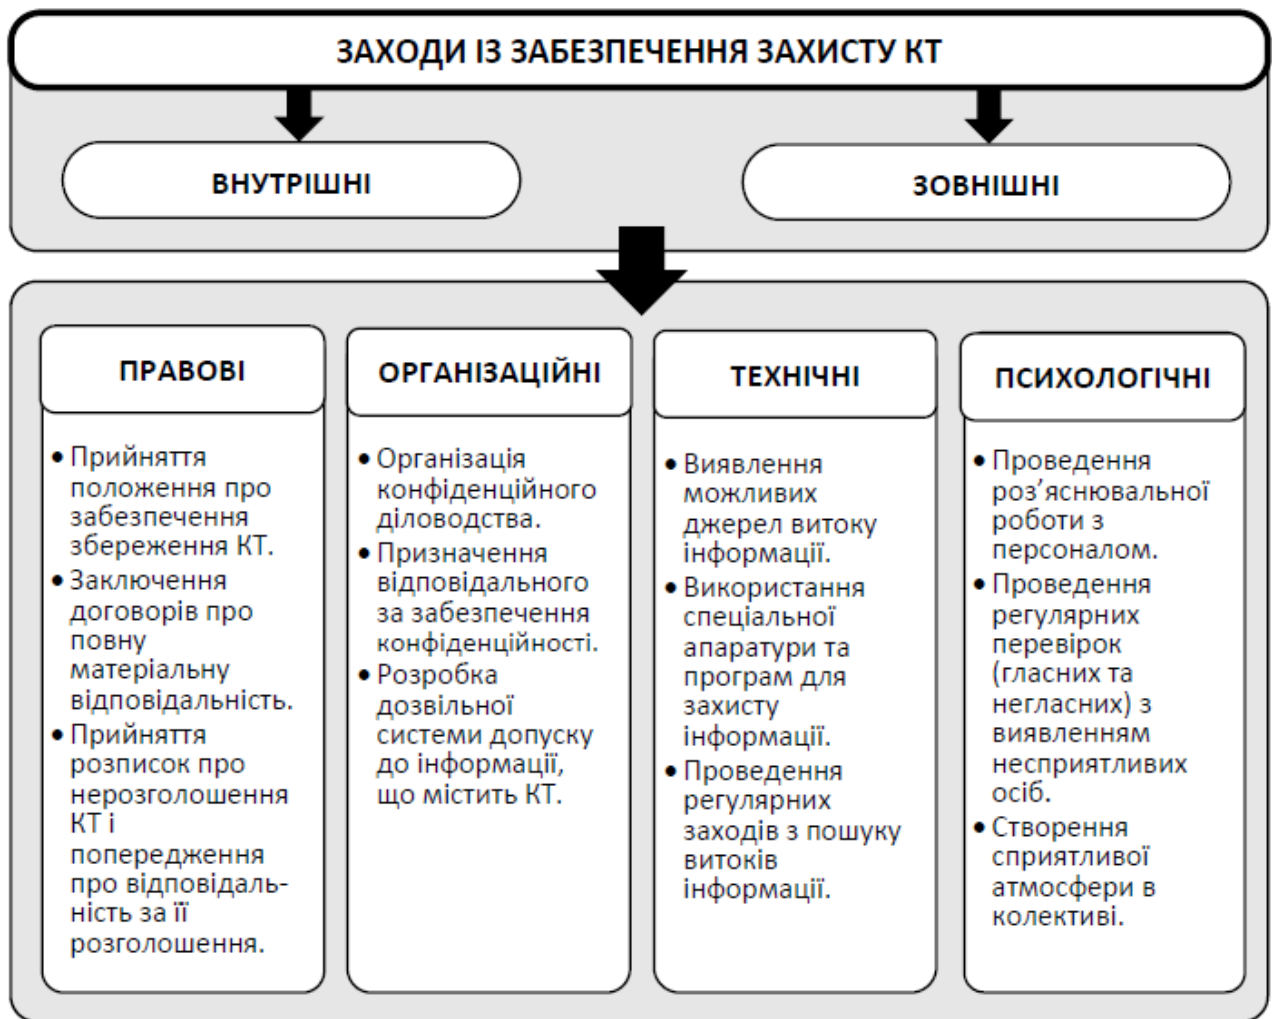 ЗАХОДИ ІЗ ЗАБЕЗПЕЧЕННЯ ЗАХИСТУ КТ
ВНУТРІШНІ
ЗОВНІШНІ
ПРАВОВІ
• Прийняття
положення про
забезпечення
збереження КТ.
• Заключення
договорів про
повну
матеріальну
відповідальність.
• Прийняття
розписок про
нерозголошення
КТ і
попередження
про відповідаль-
ність за її
розголошення.
ОРГАНІЗАЦІЙНІ
• Організація
конфіденційного
діловодства.
• Призначення
відповідального
за забезпечення
конфіденційності.
• Розробка
дозвільної
системи допуску
до інформації,
що містить КТ.
ТЕХНІЧНІ
• Виявлення
можливих
джерел витоку
інформації.
• Використання
спеціальної
апаратури та
програм для
захисту
інформації.
• Проведення
регулярних
заходів з пошуку
витоків
інформації.
ПСИХОЛОГІЧНІ
• Проведення
роз’яснювальної
роботи з
персоналом.
• Проведення
регулярних
перевірок
(гласних та
негласних) з
виявленням
несприятливих
осіб.
• Створення
сприятливої
атмосфери в
колективі.